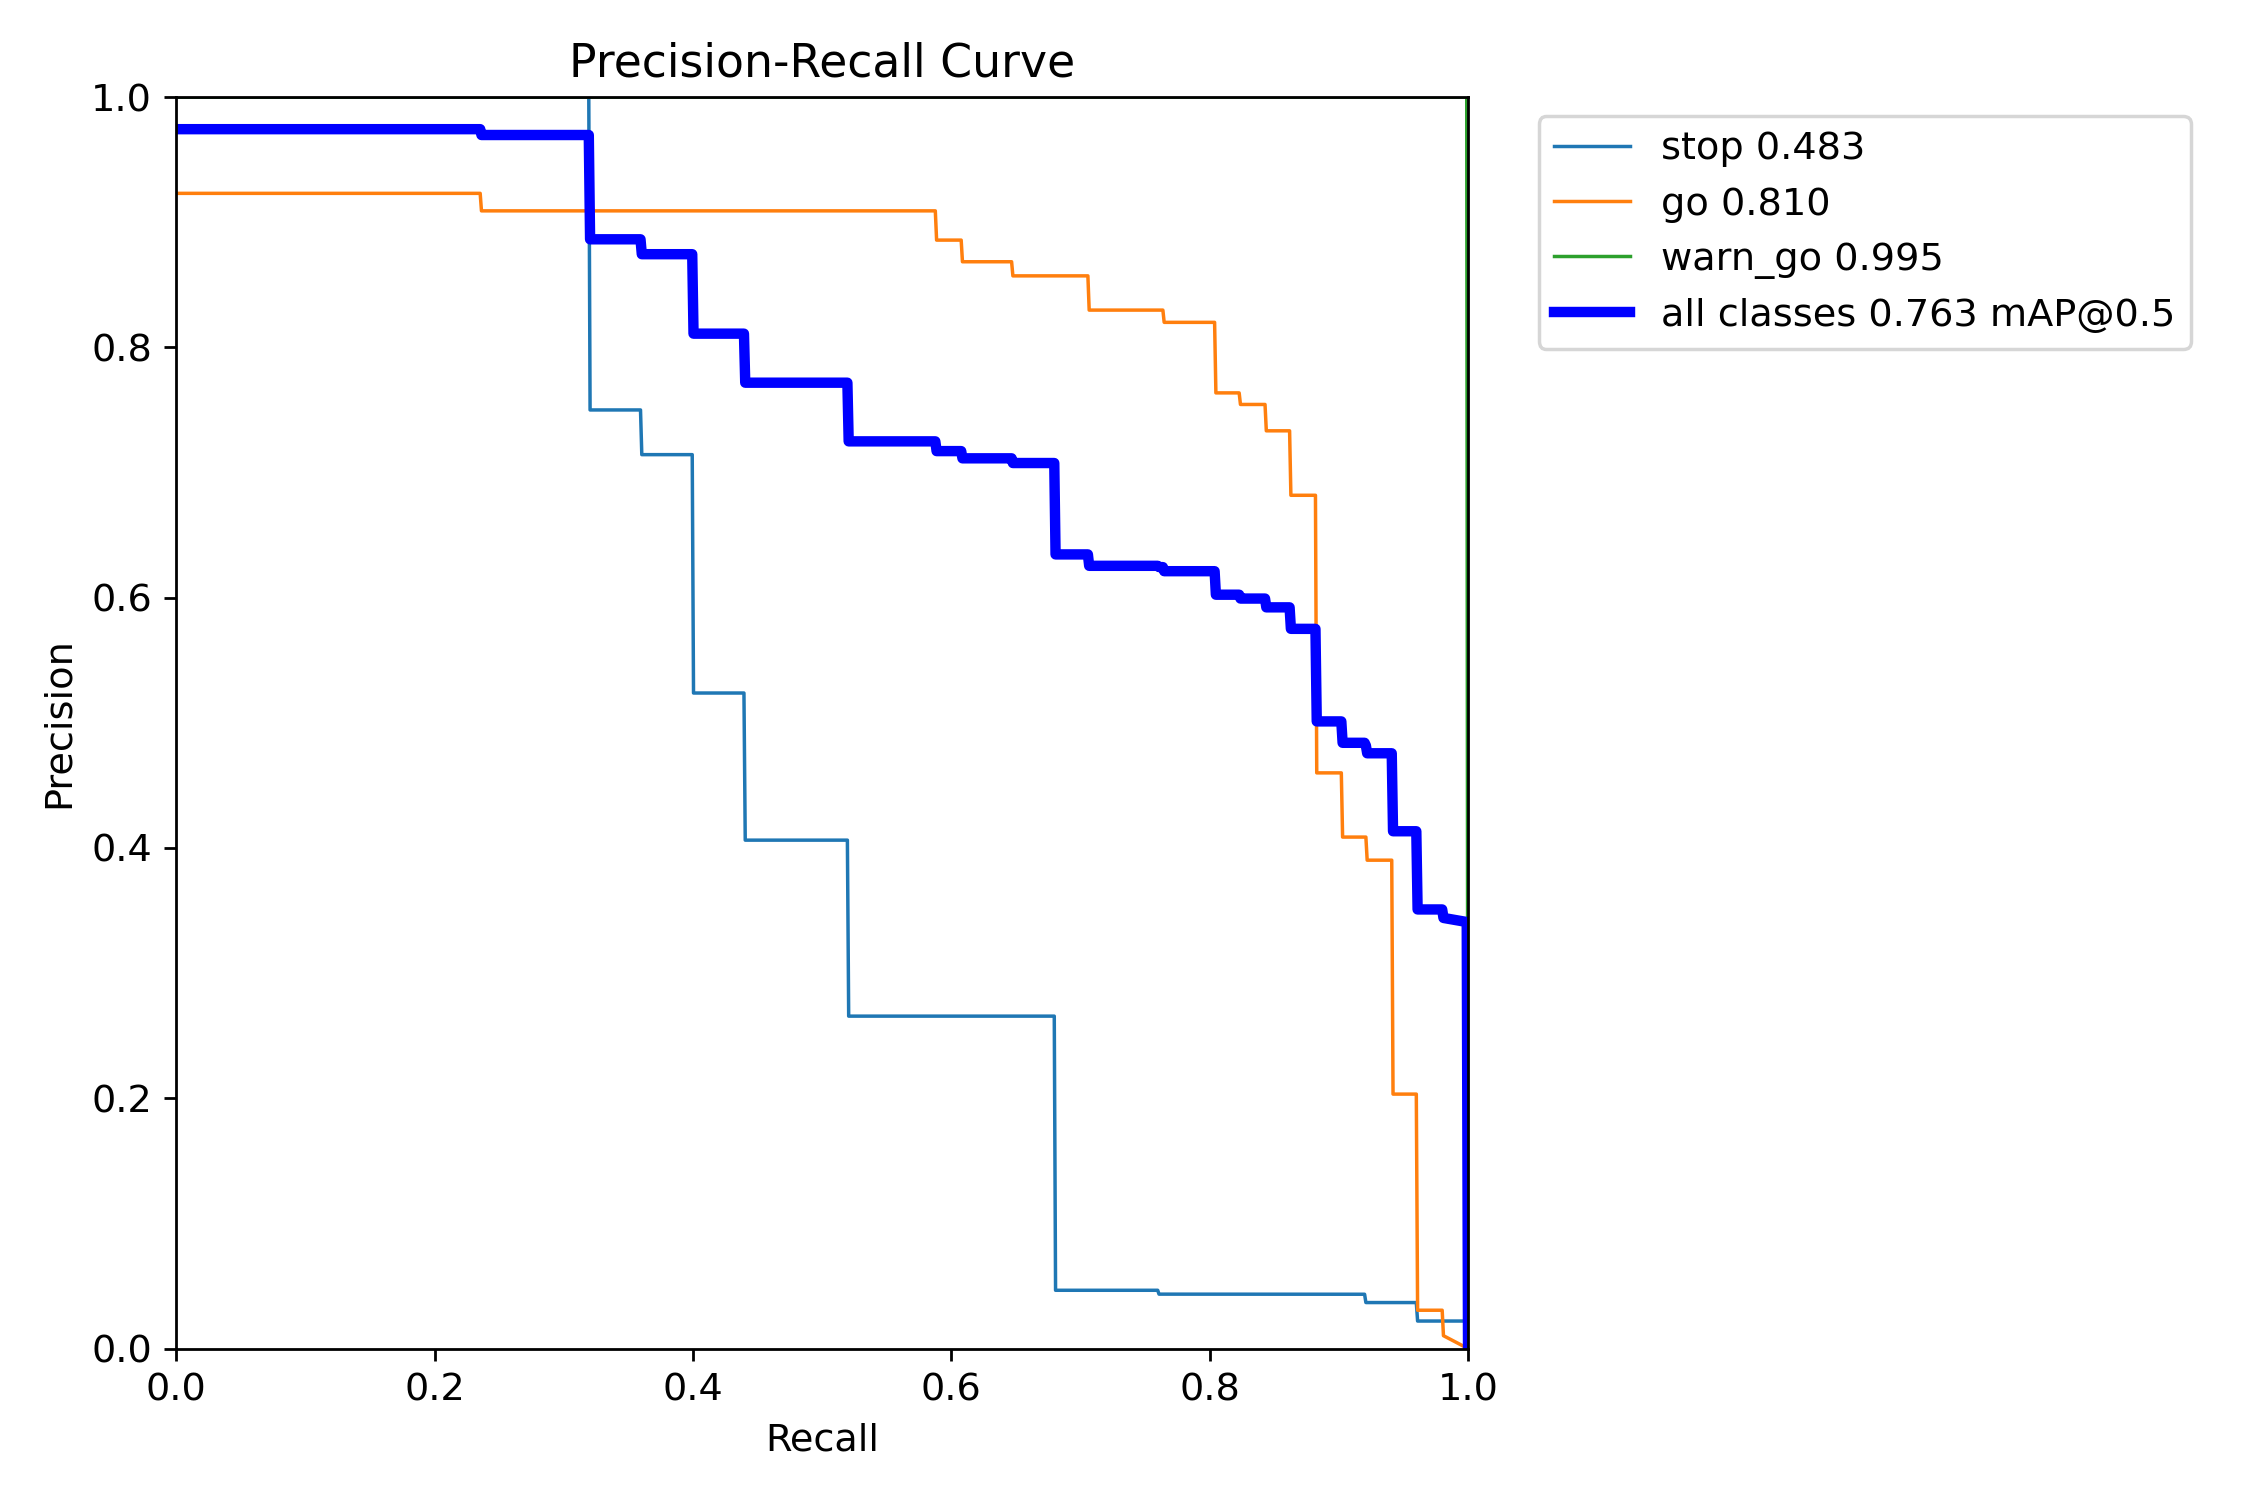 Precision-Recall Curve
1.0
0.8
0.6
0.4
0.2
0.0
Precision
0.0 0.2 0.4 0.6 0.8 1.0
Recall
stop 0.483
go 0.810
warn_go 0.995
all classes 0.763 mAP@0.5